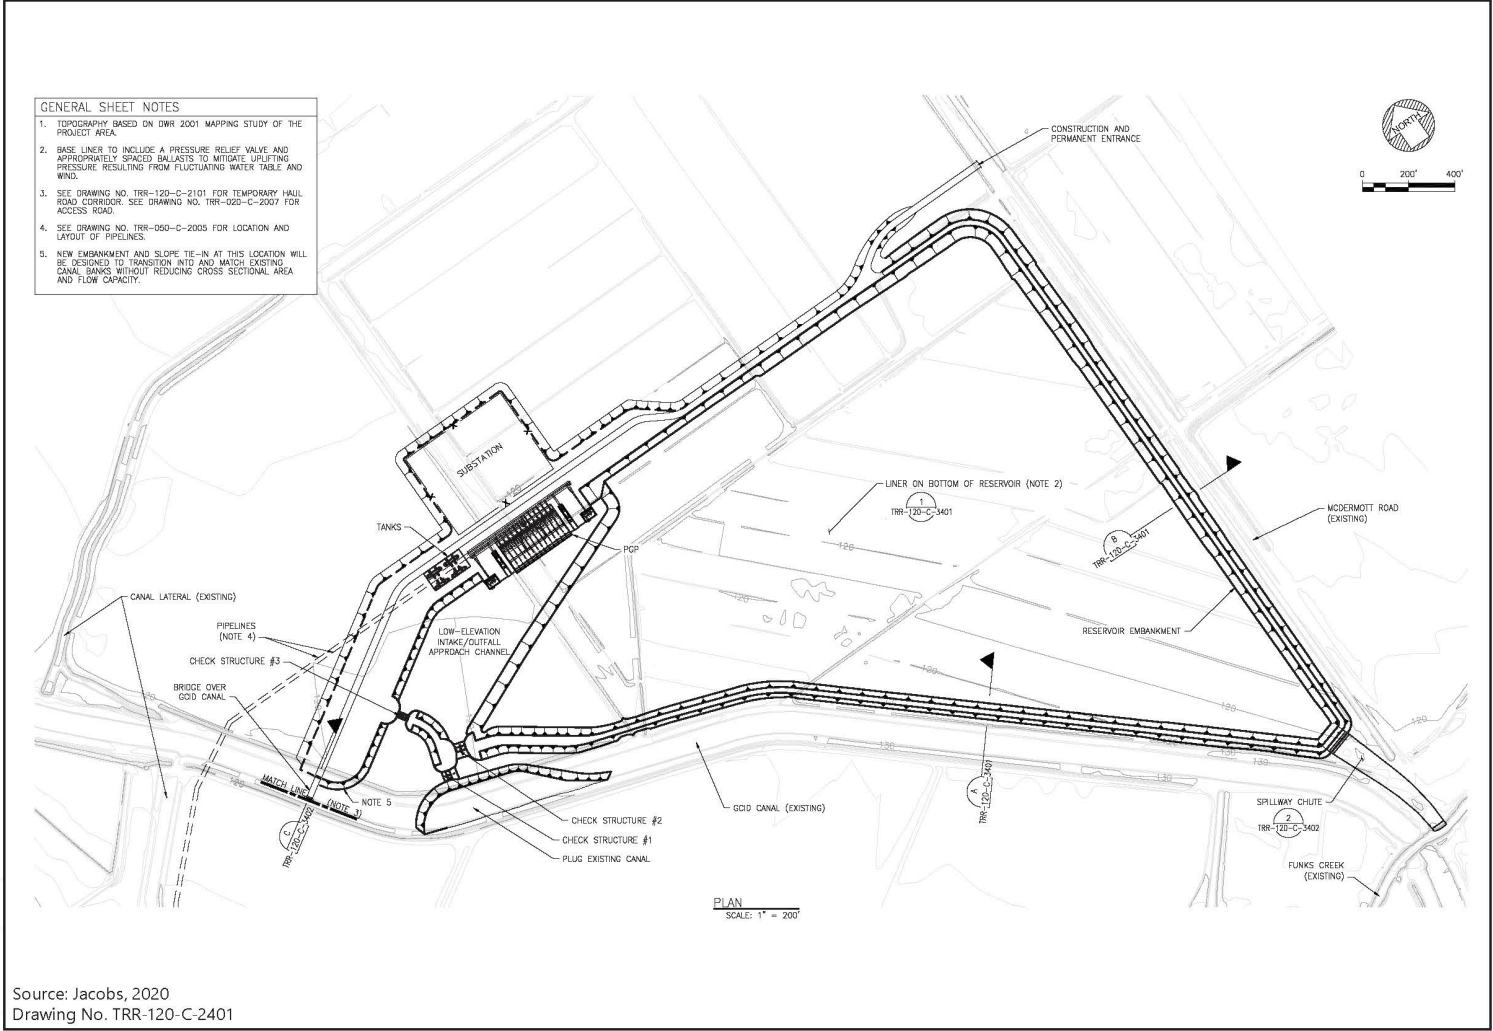 GENERAL SHEET NOTES
1. TOPOGRAPHY BASED ON DWR 2001 MAPPING STUDY OF THE
PROJECT AREA.
2. BASE LINER TO INCLUDE A PRESSURE RELIEF VALVE AND
APPROPRIATELY SPACED BALLASTS TO MITIGATE UPLIFTING
PRESSURE RESULTING FROM FLUCTUATING WATER TABLE AND
WIND.
3. SEE DRAWING NO. TRR-120-C-2101 FOR TEMPORARY HAUL
ROAD CORRIDOR. SEE DRAWING NO. TRR-020-C-2007 FOR
ACCESS ROAD.
4. SEE DRAWING NO. TRR-050-C-2005 FOR LOCATION AND
LAYOUT OF PIPELINES.
5. NEW EMBANKMENT AND SLOPE TIE-IN AT THIS LOCATION WILL
BE DESIGNED TO TRANSITION INTO AND MATCH EXISTING
CANAL BANKS WITHOUT REDUCING CROSS SECTIONAL AREA
AND FLOW CAPACITY.
NORTH
0 200' 400'
CONSTRUCTION AND
PERMANENT ENTRANCE
SUBSTATION
120
TANKS
PGP
LINER ON BOTTOM OF RESERVOIR (NOTE 2)
1
TRR-120-C-3401
120
B
TRR-120-C-3401
MCDERMOTT ROAD
(EXISTING)
CANAL LATERAL (EXISTING)
PIPELINES
(NOTE 4)
LOW-ELEVATION
INTAKE/OUTFALL
APPROACH CHANNEL
120
RESERVOIR EMBANKMENT
CHECK STRUCTURE #3
120
BRIDGE OVER
GCID CANAL
120
120
120
130
130
130
130
MATCH LINE
(NOTE 3)
120
NOTE 5
C
TRR-120-C-3402
A
TRR-120-C-3401
GCID CANAL (EXISTING)
CHECK STRUCTURE #2
CHECK STRUCTURE #1
PLUG EXISTING CANAL
SPILLWAY CHUTE
2
TRR-120-C-3402
FUNKS CREEK
(EXISTING)
PLAN
SCALE: 1" = 200'
Source: Jacobs, 2020
Drawing No. TRR-120-C-2401